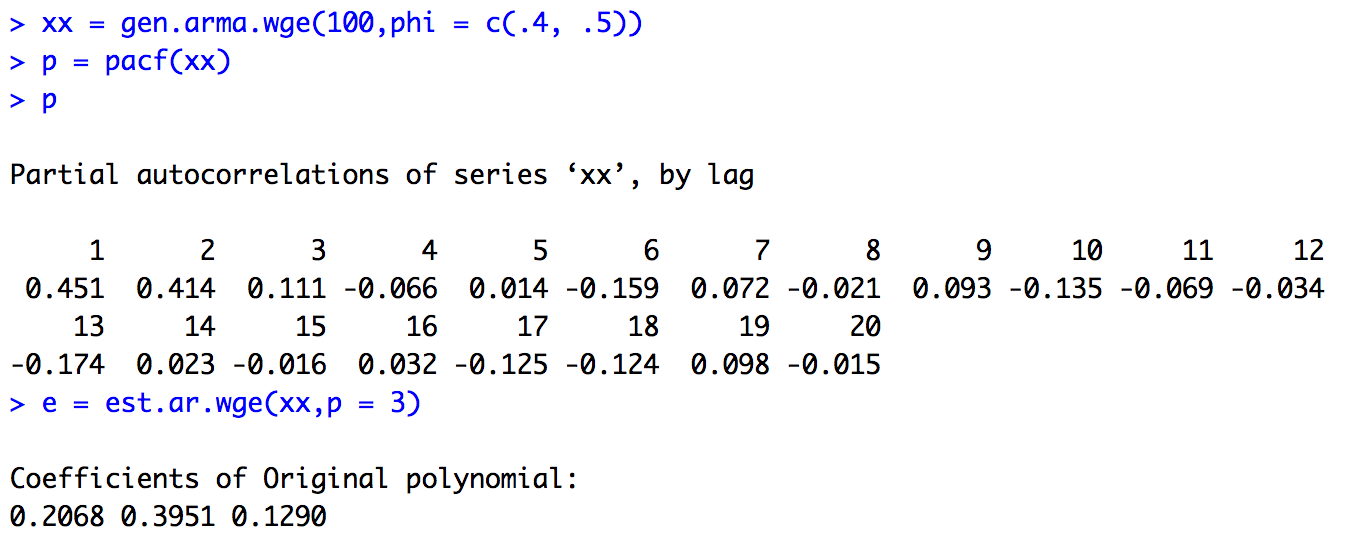 > xx = gen.arma.wge(100,phi = c(.4, .5))
> p = pacf(xx)
> p
Partial autocorrelations of series ‘xx’, by lag
1 2 3 4 5 6 7 8 9 10 11 12
0.451 0.414 0.111 -0.066 0.014 -0.159 0.072 -0.021 0.093 -0.135 -0.069 -0.034
13 14 15 16 17 18 19 20
-0.174 0.023 -0.016 0.032 -0.125 -0.124 0.098 -0.015
> e = est.ar.wge(xx,p = 3)
Coefficients of Original polynomial:
0.2068 0.3951 0.1290